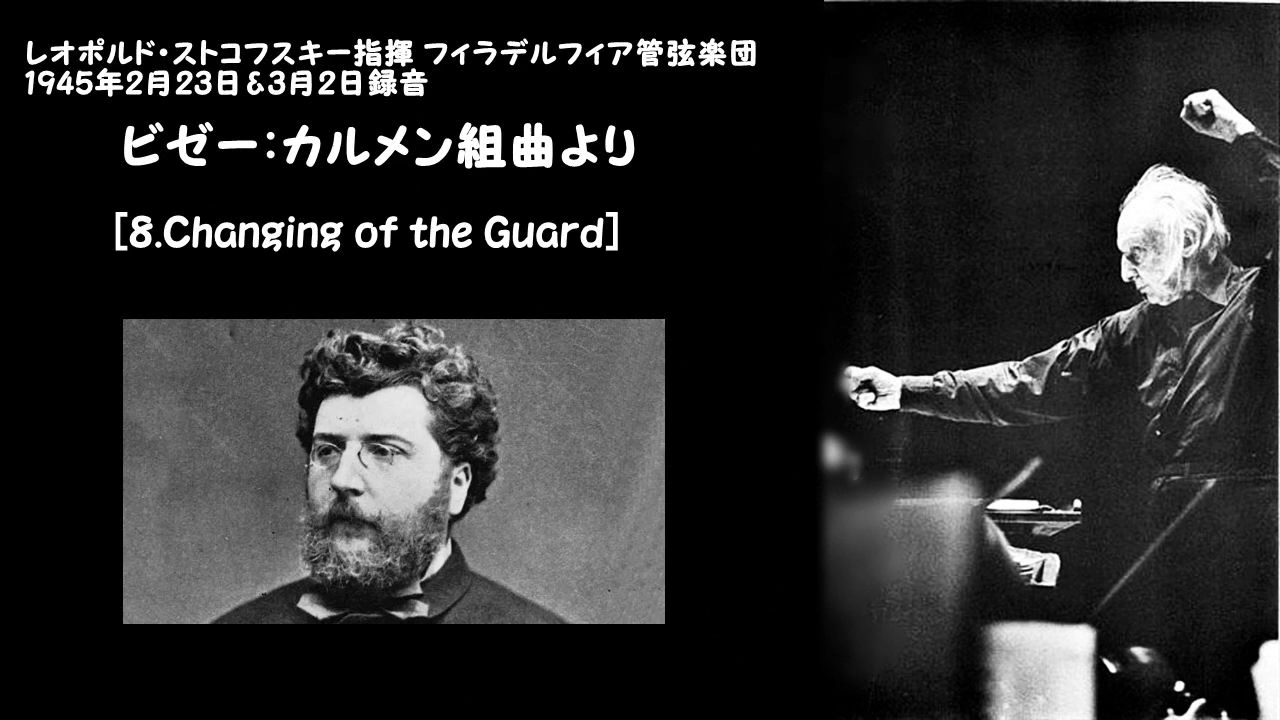 レオポルド・ストコフスキー指揮 フィラデルフィア管弦楽団
1945年2月23日&3月2日録音
ビゼー:カルメン組曲より
[8.Changing of the Guard]